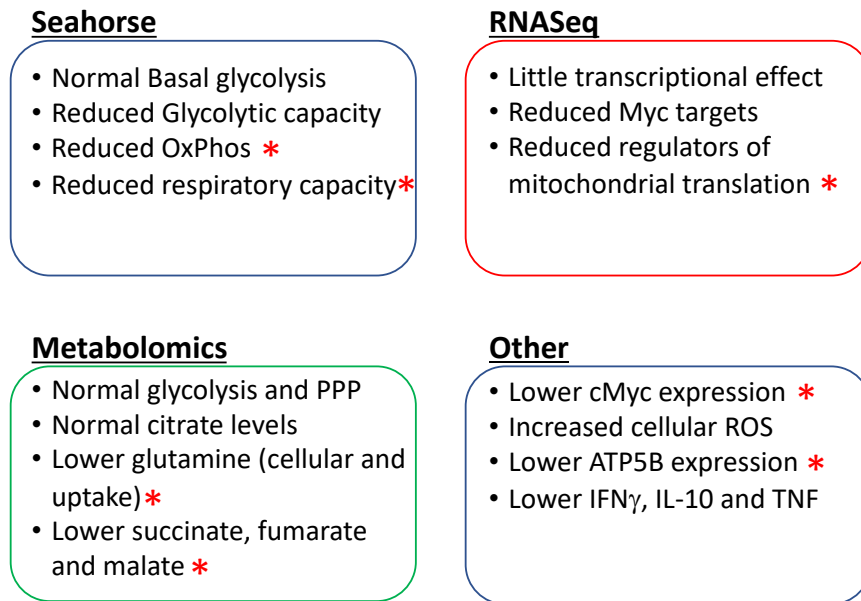 Seahorse
• Normal Basal glycolysis
• Reduced Glycolytic capacity
• Reduced OxPhos *
• Reduced respiratory capacity*
RNASeq
• Little transcriptional effect
• Reduced Myc targets
• Reduced regulators of
mitochondrial translation *
Metabolomics
• Normal glycolysis and PPP
• Normal citrate levels
• Lower glutamine (cellular and
uptake)*
• Lower succinate, fumarate
and malate *
Other
• Lower cMyc expression *
• Increased cellular ROS
• Lower ATP5B expression *
• Lower IFNγ, IL-10 and TNF